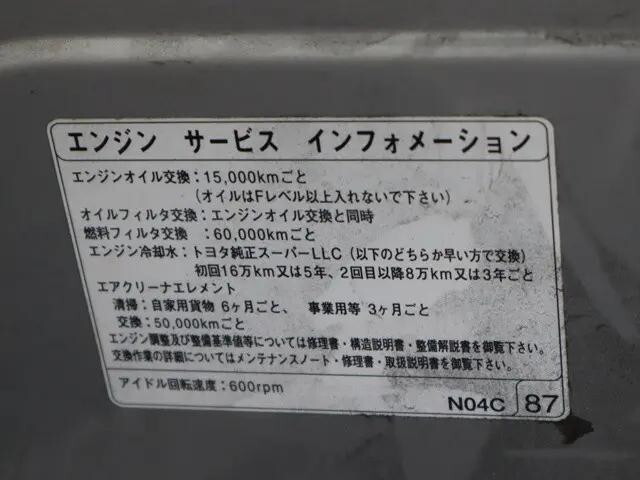 エンジン サービス インフォメーション
エンジンオイル交換：15,000kmごと
(オイルはFレベル以上入れないで下さい)
オイルフィルタ交換：エンジンオイル交換と同時
燃料フィルタ交換：60,000kmごと
エンジン冷却水：トヨタ純正スーパーLLC（以下のどちらか早い方で交換）
初回16万km又は5年、2回目以降8万km又は3年ごと
エアクリーナエレメント
清掃：自家用貨物 6ヶ月ごと、 事業用等 3ヶ月ごと
交換：50,000kmごと
エンジン調整及び整備基準値等については修理書・構造説明書・整備解説書を御覧下さい。
交換作業の詳細についてはメンテナンスノート・修理書・取扱説明書を御覧下さい。
アイドル回転速度：600rpm
N04C 87